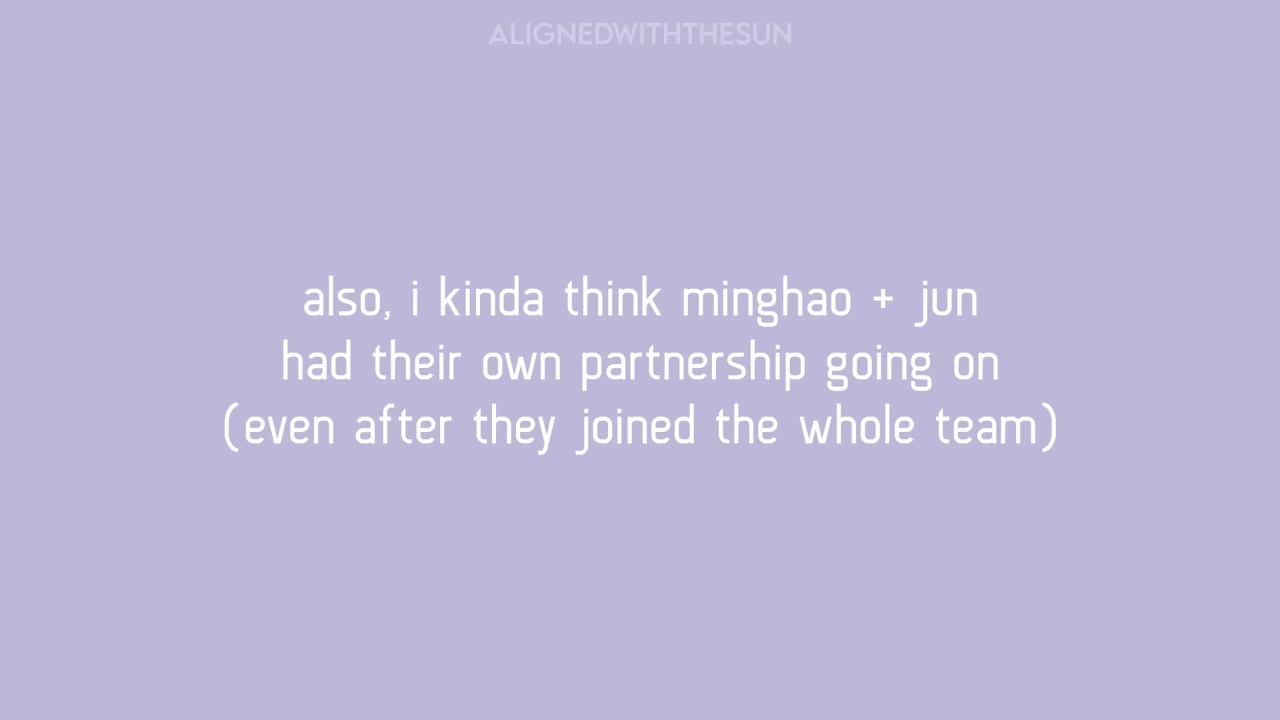 ALIGNEDWITHTHESUN
also, i kinda think minghao + jun
had their own partnership going on
(even after they joined the whole team)